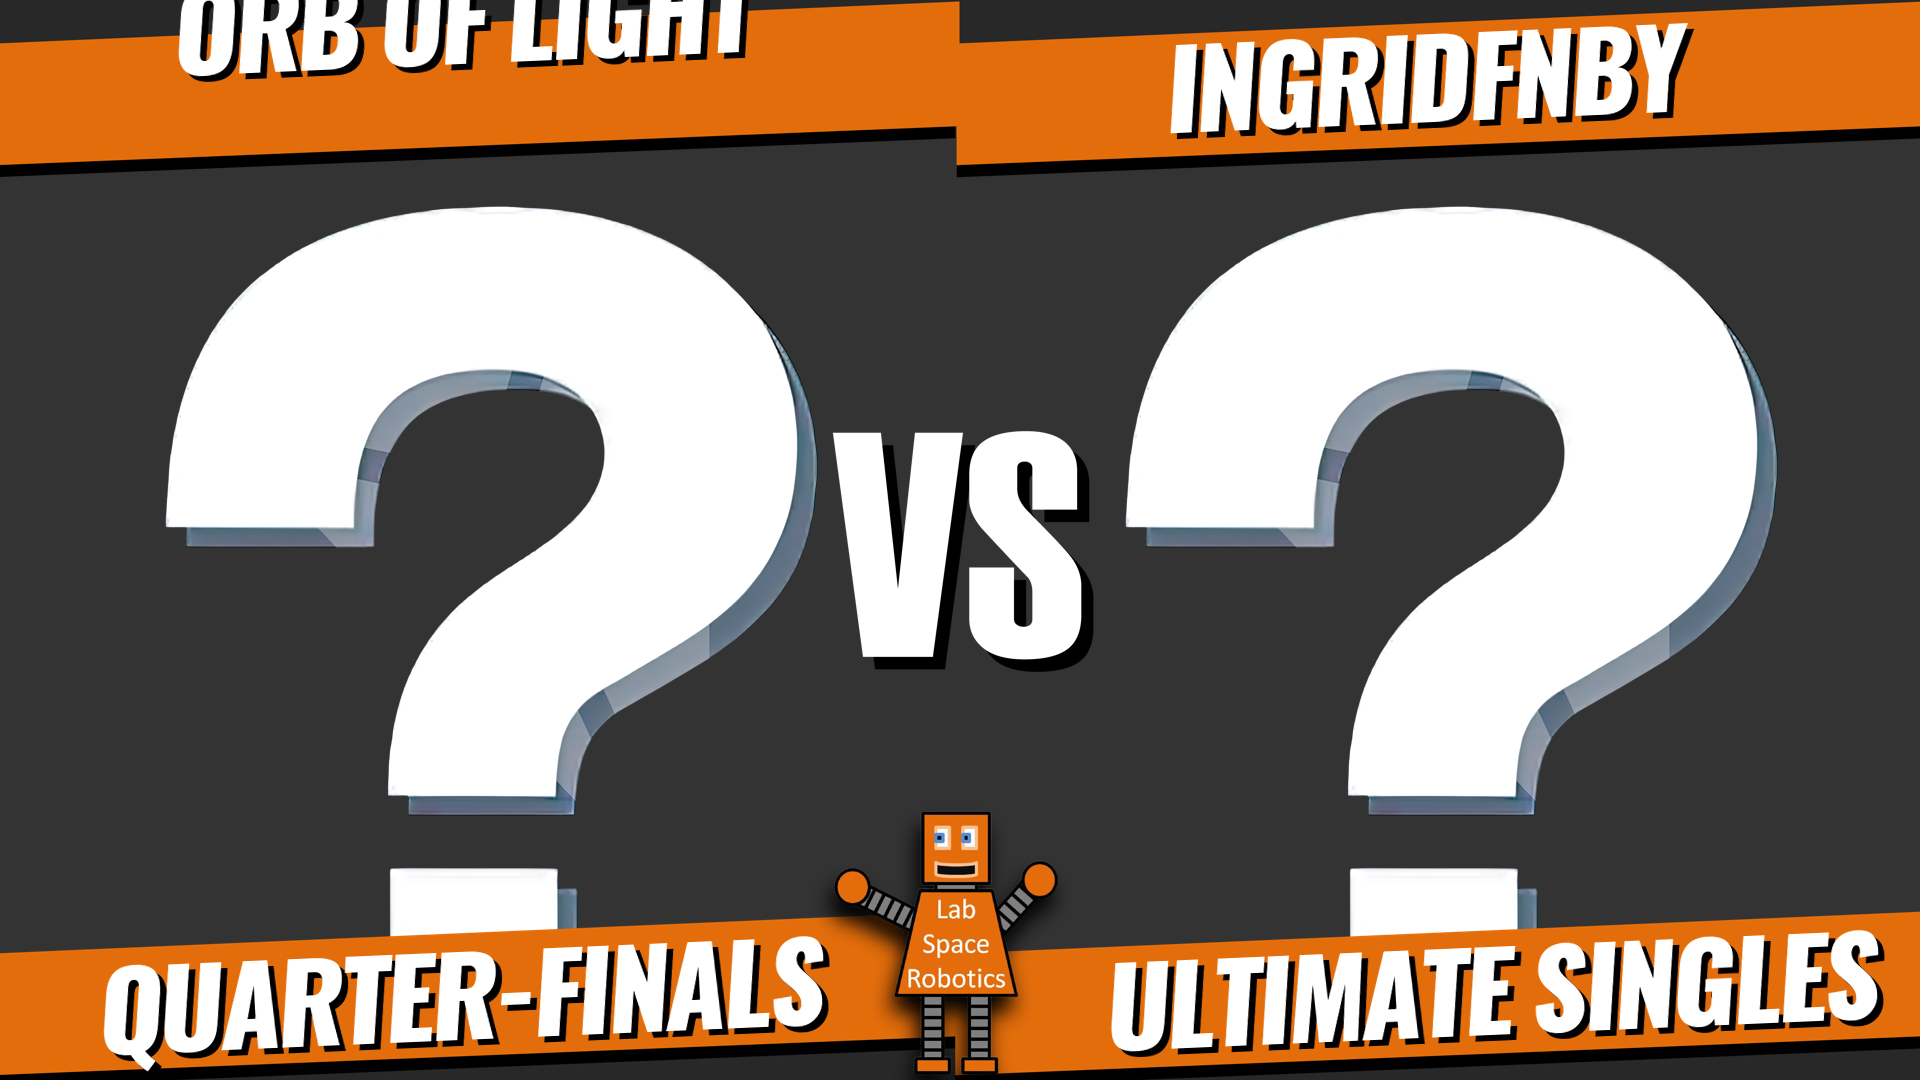 ORB OF LIGHT
INGRIDFNBY
?
?
VS
Lab
Space
Robotics
QUARTER-FINALS
ULTIMATE SINGLES